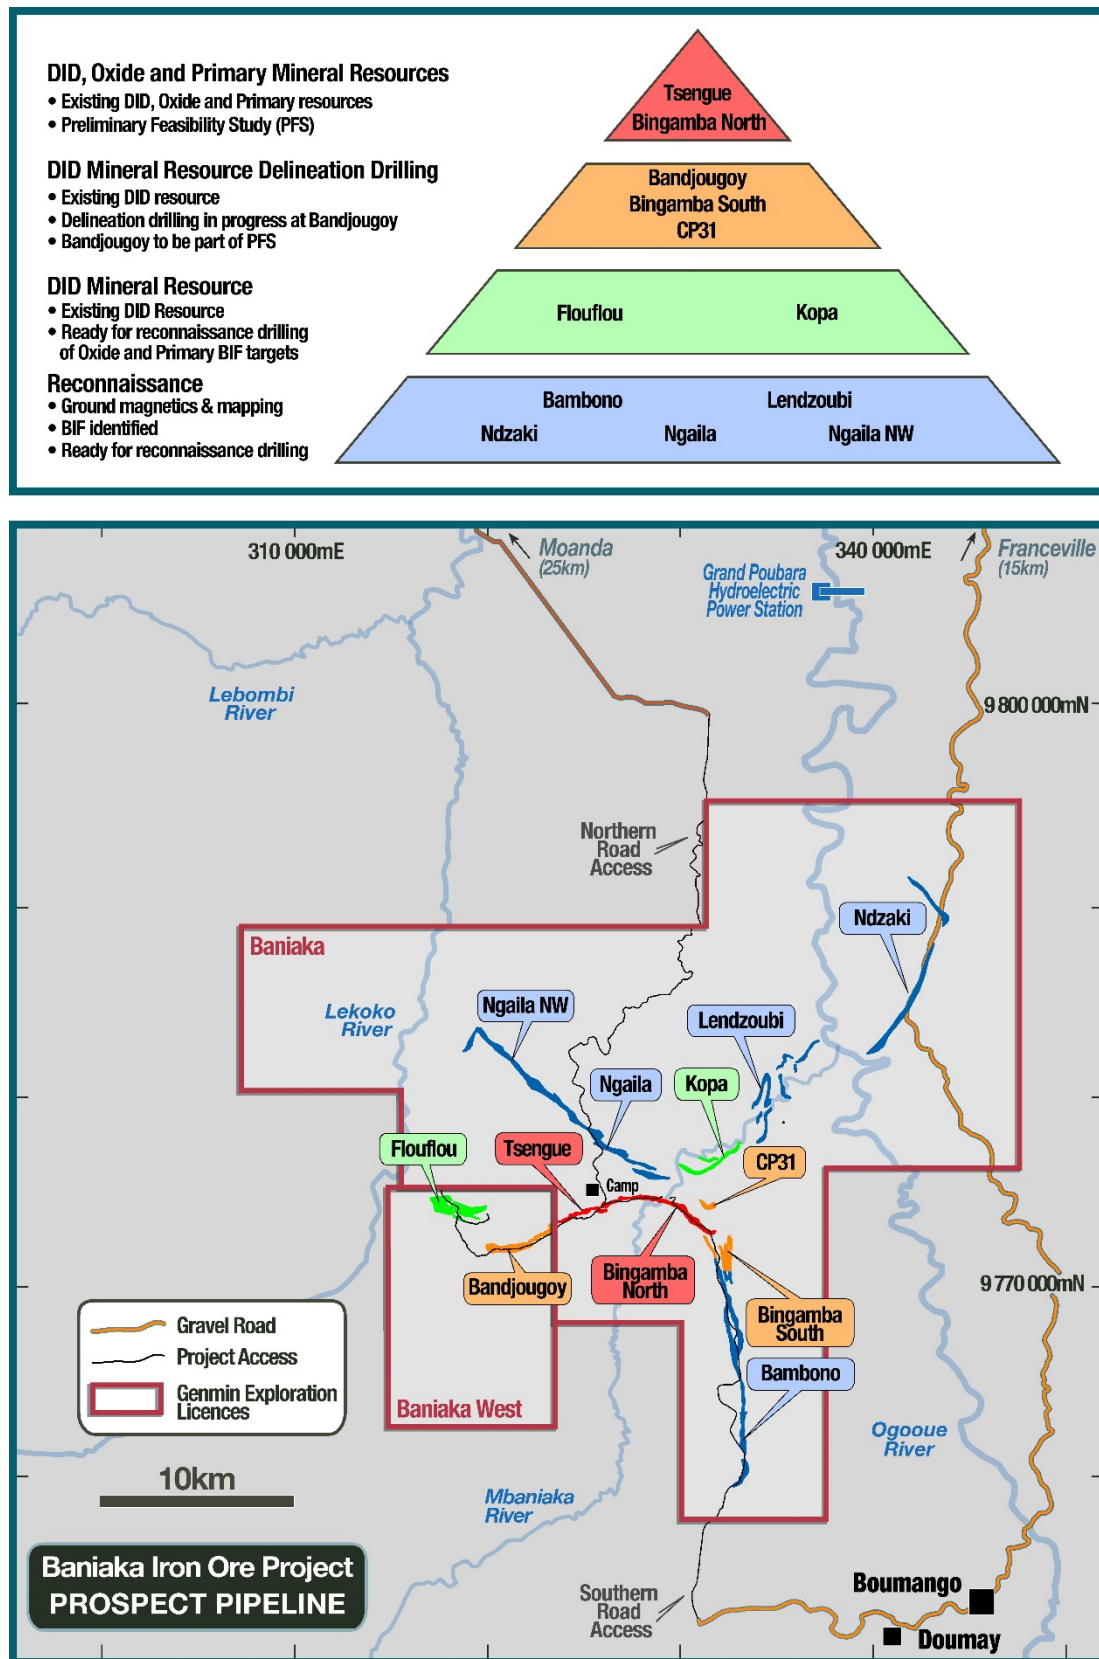 DID, Oxide and Primary Mineral Resources
• Existing DID, Oxide and Primary resources
• Preliminary Feasibility Study (PFS)
DID Mineral Resource Delineation Drilling
• Existing DID resource
• Delineation drilling in progress at Bandjougoy
• Bandjougoy to be part of PFS
DID Mineral Resource
• Existing DID Resource
• Ready for reconnaissance drilling
of Oxide and Primary BIF targets
Reconnaissance
• Ground magnetics & mapping
• BIF identified
• Ready for reconnaissance drilling
Tsengue
Bingamba North
Bandjougoy
Bingamba South
CP31
Flouflou Kopa
Bambono Lendzoubi
Ndzaki Ngaila Ngaila NW
310 000mE
Moanda
(25km)
340 000mE
Franceville
(15km)
Grand Poubara
Hydroelectric
Power Station
Lebombi
River
9 800 000mN
Northern
Road
Access
Ndzaki
Baniaka
Ngaila NW
Lekoko
River
Lendzoubi
Ngaila
Kopa
Flouflou
Tsengue
CP31
Camp
Bandjougoy
Bingamba
North
9 770 000mN
Bingamba
South
Bambono
Gravel Road
Project Access
Genmin Exploration
Licences
Baniaka West
Ogooue
River
10km
Mbaniaka
River
Baniaka Iron Ore Project
PROSPECT PIPELINE
Southern
Road
Access
Boumango
Doumay